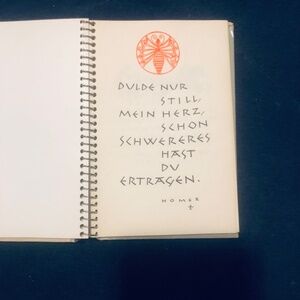 DULDE NUR
STILL,
MEIN HERZ,
SCHON
SCHWERERES
HAST
DU
ERTRAGEN.
HOMER